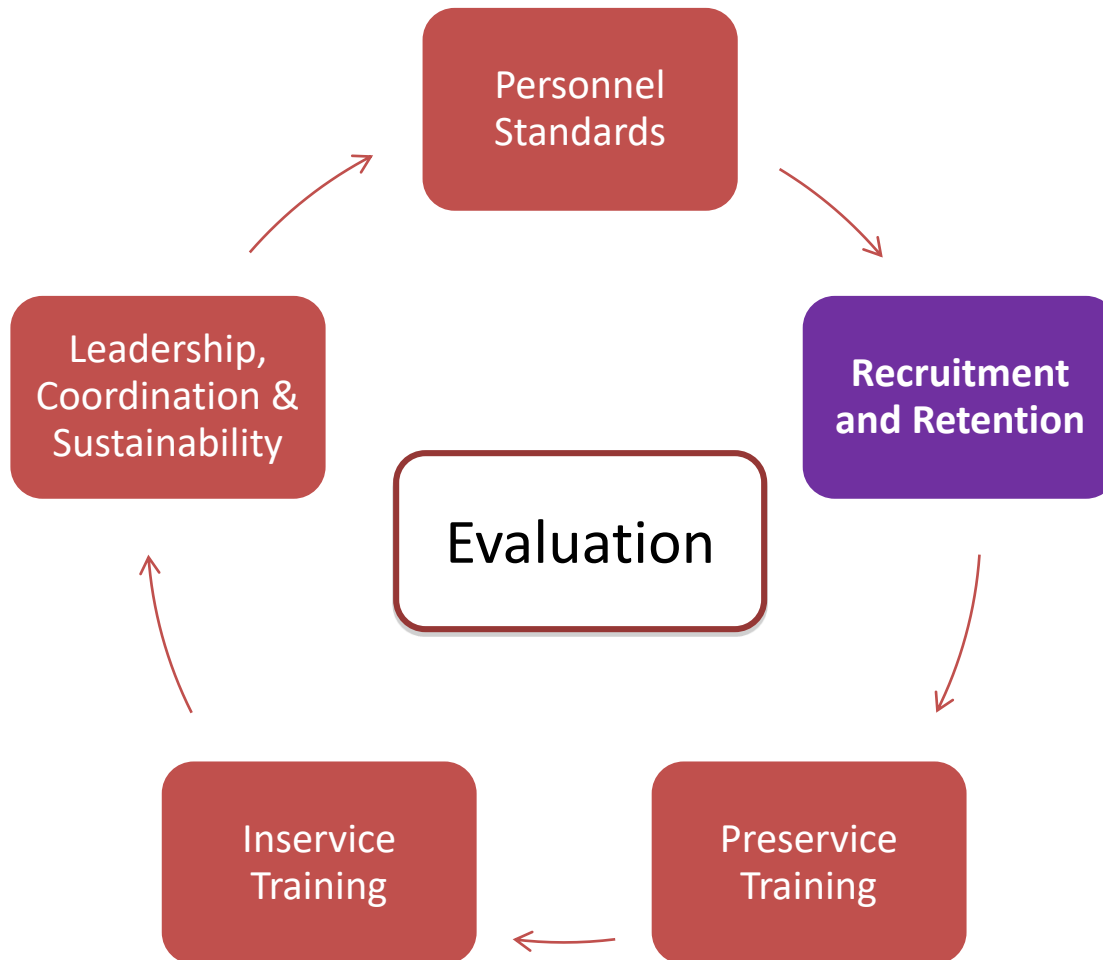 Personnel
Standards
Recruitment
and Retention
Preservice
Training
Inservice
Training
Leadership,
Coordination &
Sustainability
Evaluation